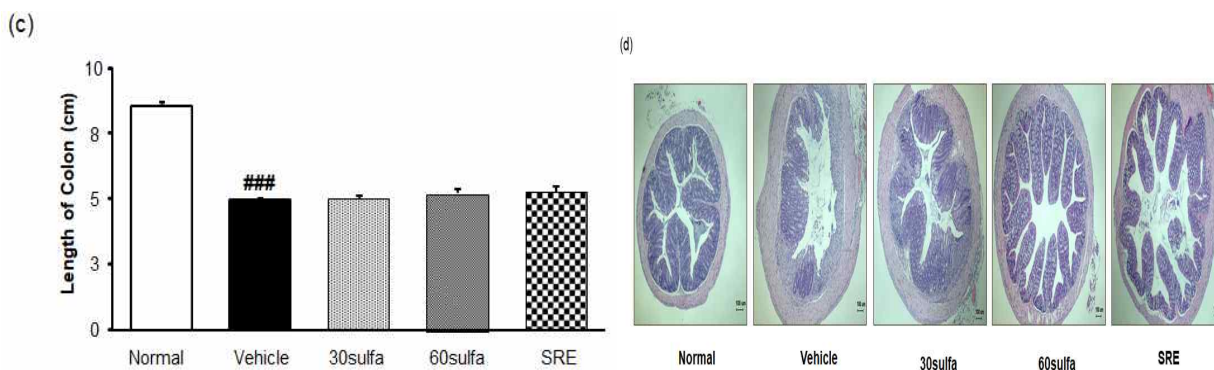 (c)
Length of Colon (cm)
10
8
5
3
0
###
Normal Vehicle 30sulfa 60sulfa SRE
(d)
Normal Vehicle 30sulfa 60sulfa SRE